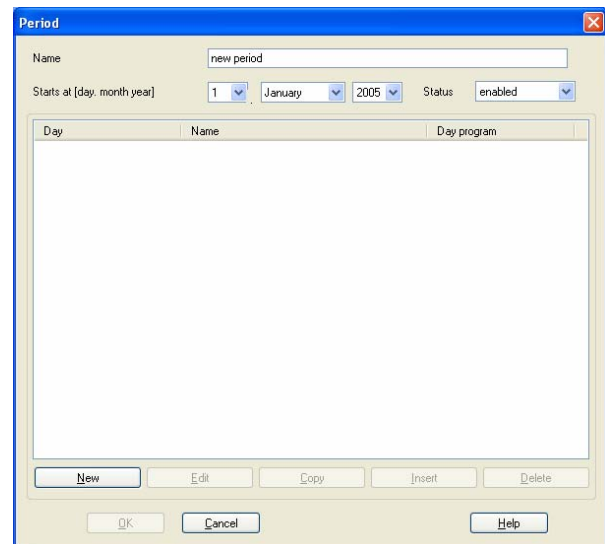 Period
Name new period
Starts at [day. month year] 1 . January 2005 Status enabled
Day Name Day program
New Edit Copy Insert Delete
OK Cancel Help